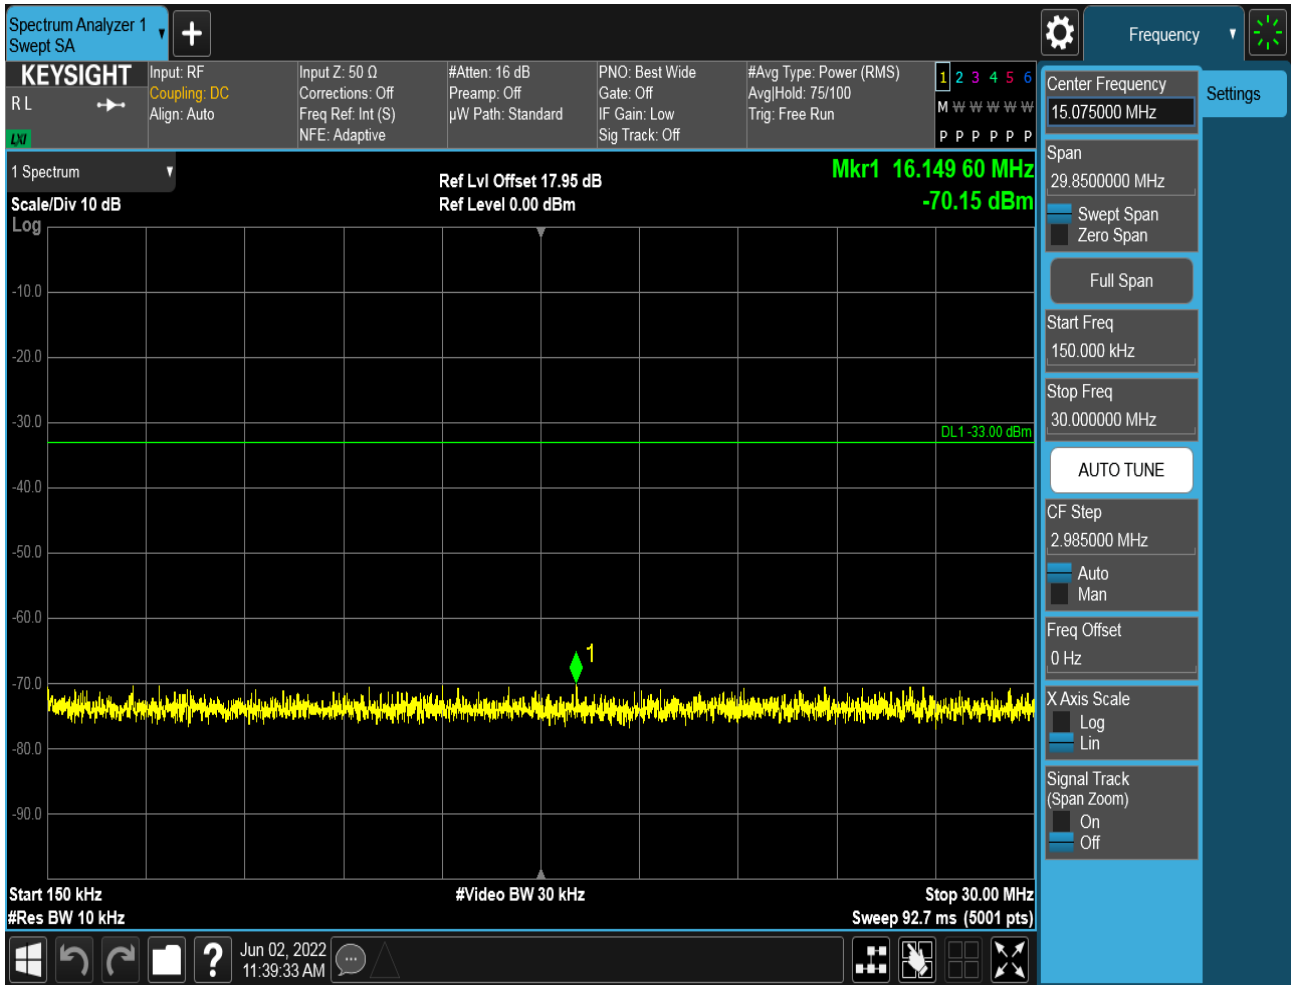 Spectrum Analyzer 1
Swept SA
Frequency
KEYSIGHT
R L
LXI
Input: RF
Coupling: DC
Align: Auto
Input Z: 50 Ω
Corrections: Off
Freq Ref: Int (S)
NFE: Adaptive
#Atten: 16 dB
Preamp: Off
µW Path: Standard
PNO: Best Wide
Gate: Off
IF Gain: Low
Sig Track: Off
#Avg Type: Power (RMS)
Avg|Hold: 75/100
Trig: Free Run
1 2 3 4 5 6
M W W W W W
P P P P P P
1 Spectrum
Scale/Div 10 dB
Log
Ref Lvl Offset 17.95 dB
Ref Level 0.00 dBm
Mkr1 16.149 60 MHz
-70.15 dBm
-10.0
-20.0
-30.0
DL1 -33.00 dBm
-40.0
-50.0
-60.0
1
-70.0
-80.0
-90.0
Start 150 kHz
#Video BW 30 kHz
Stop 30.00 MHz
#Res BW 10 kHz
Sweep 92.7 ms (5001 pts)
Jun 02, 2022
11:39:33 AM
?
Center Frequency
15.075000 MHz
Settings
Span
29.8500000 MHz
Swept Span
Zero Span
Full Span
Start Freq
150.000 kHz
Stop Freq
30.000000 MHz
AUTO TUNE
CF Step
2.985000 MHz
Auto
Man
Freq Offset
0 Hz
X Axis Scale
Log
Lin
Signal Track
(Span Zoom)
On
Off